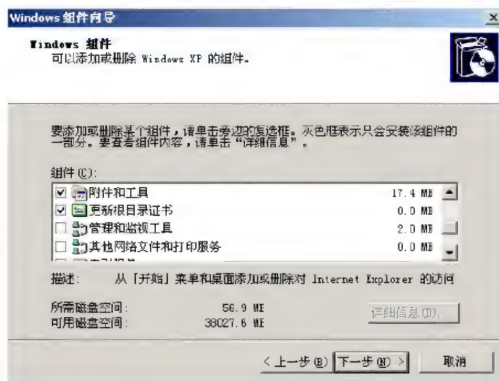 Windows 组件向导
Windows 组件
可以添加或删除 Windows XP 的组件。
要添加或删除某个组件，请单击旁边的复选框。灰色框表示只会安装该组件的
一部分。要查看组件内容，请单击“详细信息”。
组件(C):
附件和工具 17.4 MB
更新根目录证书 0.0 MB
管理和监视工具 2.0 MB
其他网络文件和打印服务 0.0 MB
描述: 从「开始」菜单和桌面添加或删除对 Internet Explorer 的访问
所需磁盘空间: 56.9 MB
可用磁盘空间: 38027.6 MB
详细信息(D)...
< 上一步(B)
下一步(N) >
取消